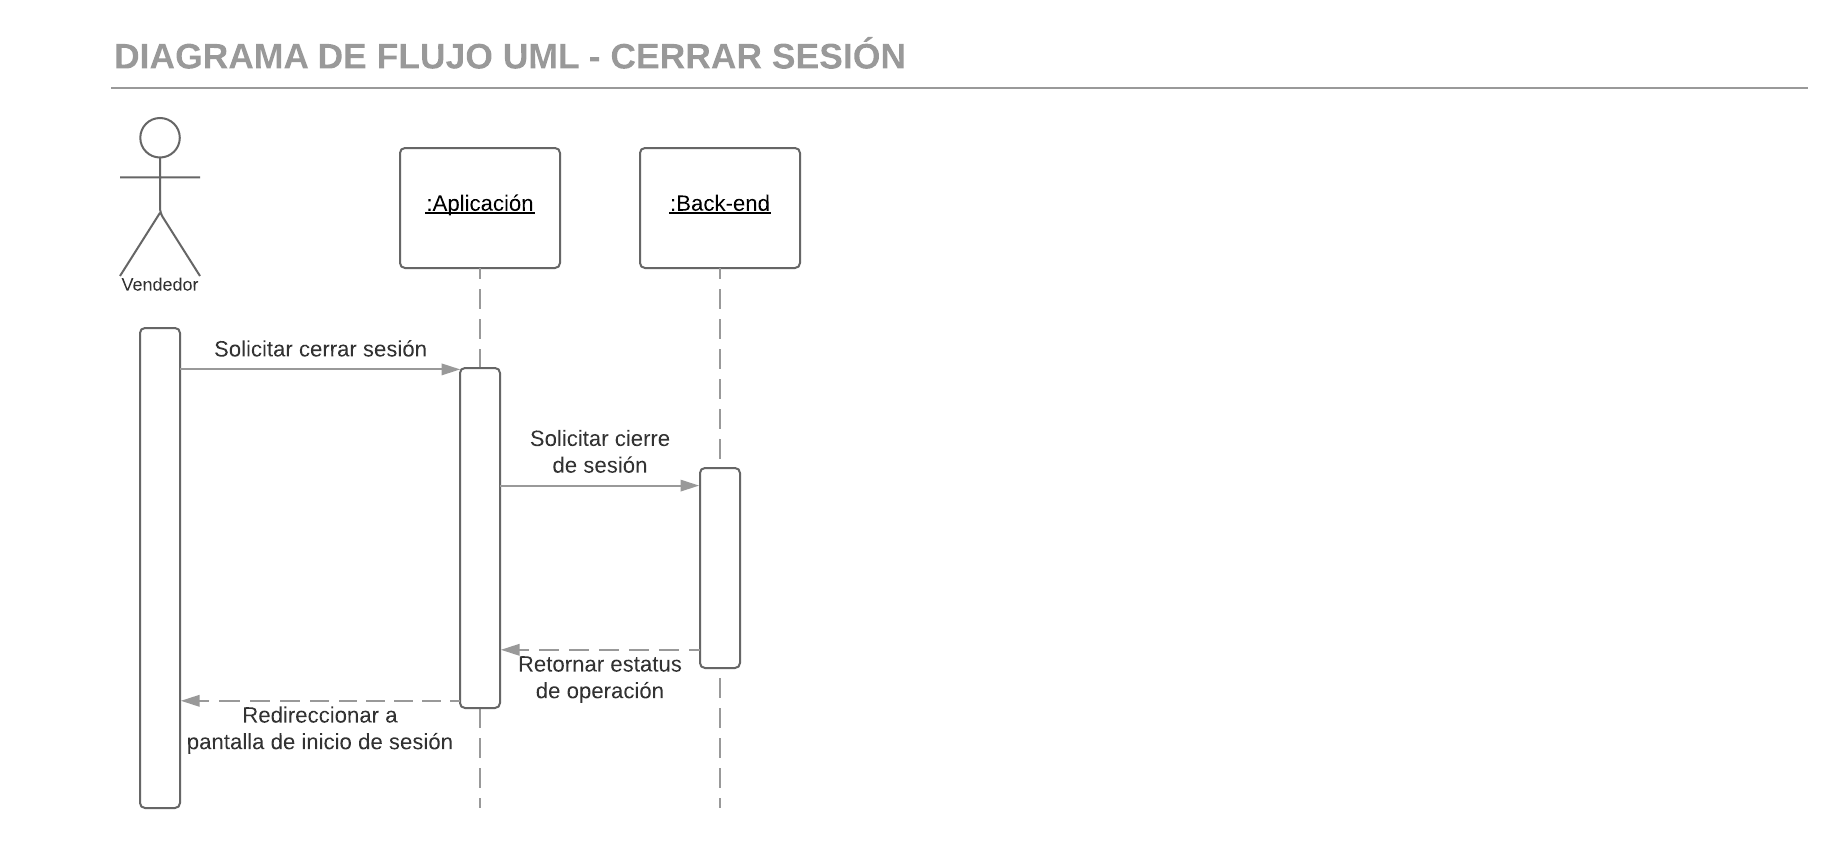 DIAGRAMA DE FLUJO UML - CERRAR SESIÓN
:Aplicación
:Back-end
Vendedor
Solicitar cerrar sesión
Solicitar cierre
de sesión
Retornar estatus
de operación
Redireccionar a
pantalla de inicio de sesión